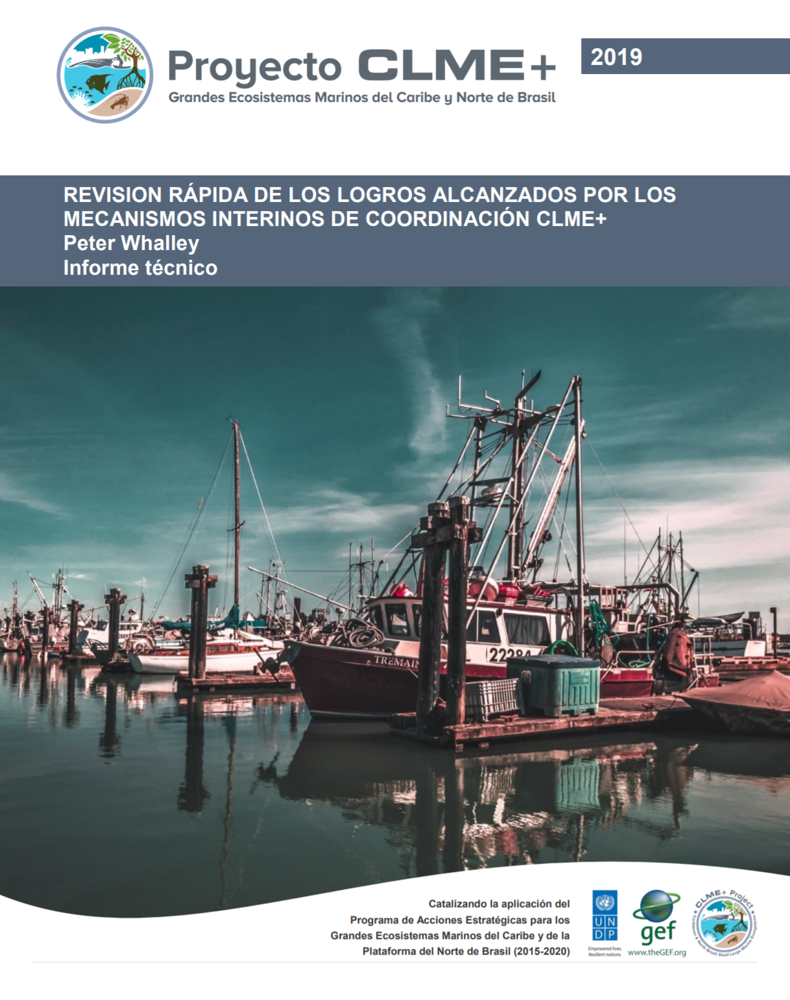 Proyecto CLME+
Grandes Ecosistemas Marinos del Caribe y Norte de Brasil
2019
REVISION RÁPIDA DE LOS LOGROS ALCANZADOS POR LOS
MECANISMOS INTERINOS DE COORDINACIÓN CLME+
Peter Whalley
Informe técnico
TREMAIN
Catalizando la aplicación del
Programa de Acciones Estratégicas para los
Grandes Ecosistemas Marinos del Caribe y de la
Plataforma del Norte de Brasil (2015-2020)
U N
D P
Empowered lives.
Resilient nations.
gef
www.theGEF.org
CLME+ Project
Caribbean & North Brazil Shelf Large Marine Ecosystems